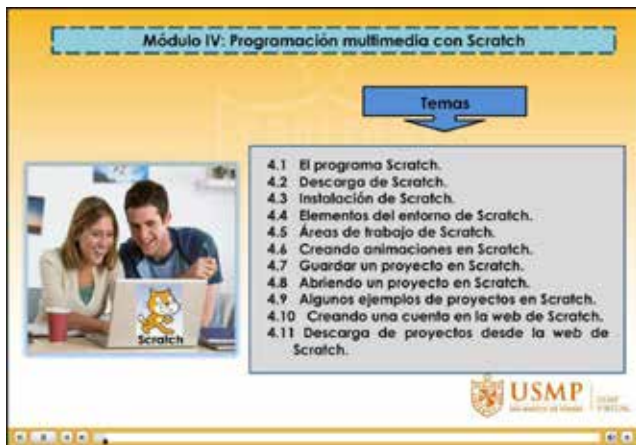 Módulo IV: Programación multimedia con Scratch
Temas
4.1 El programa Scratch.
4.2 Descarga de Scratch.
4.3 Instalación de Scratch.
4.4 Elementos del entorno de Scratch.
4.5 Áreas de trabajo de Scratch.
4.6 Creando animaciones en Scratch.
4.7 Guardar un proyecto en Scratch.
4.8 Abriendo un proyecto en Scratch.
4.9 Algunos ejemplos de proyectos en Scratch.
4.10 Creando una cuenta en la web de Scratch.
4.11 Descarga de proyectos desde la web de
Scratch.
Scratch
USMP